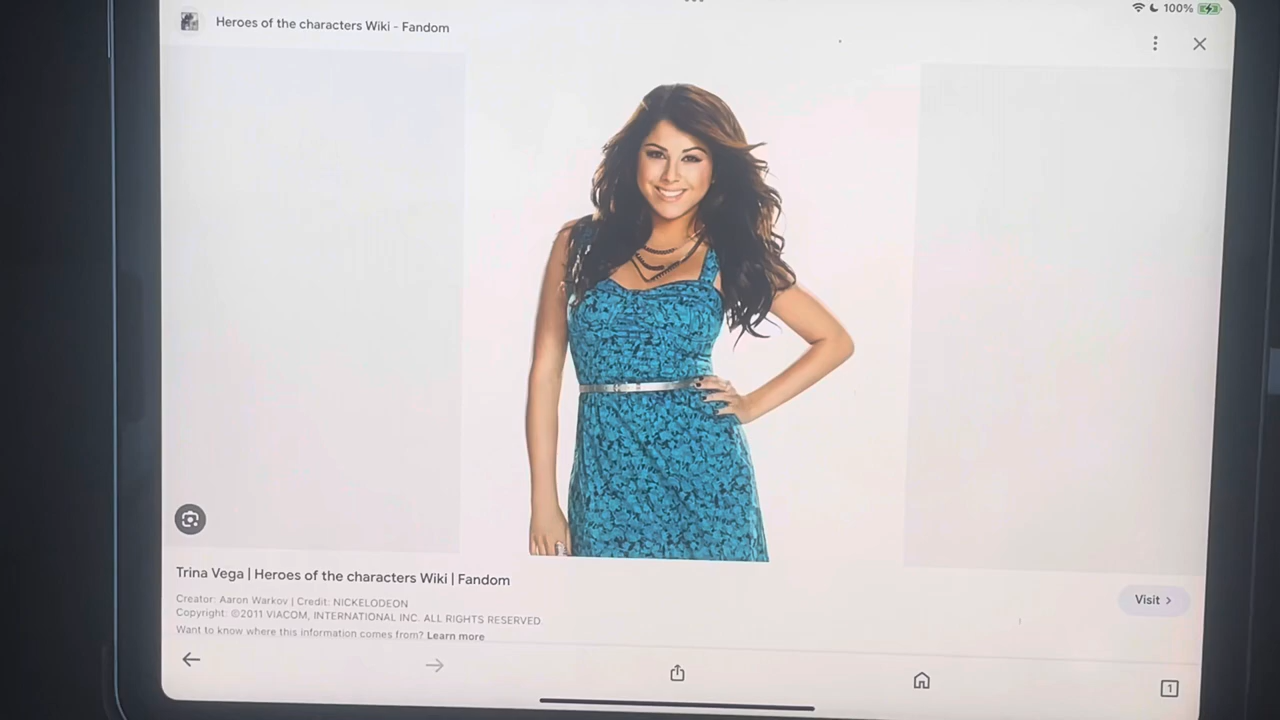 100%
Heroes of the characters Wiki - Fandom
Trina Vega | Heroes of the characters Wiki | Fandom
Creator: Aaron Warkov | Credit: NICKELODEON
Copyright: ©2011 VIACOM, INTERNATIONAL INC. ALL RIGHTS RESERVED.
Want to know where this information comes from? Learn more
Visit >
1